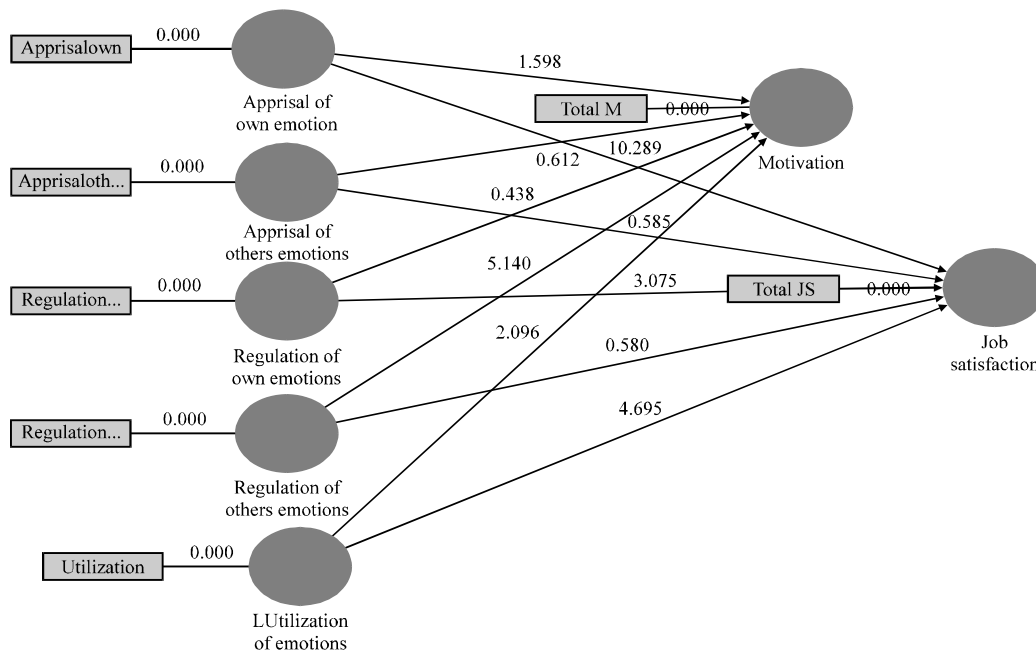 0.000
Apprisalown
1.598
Apprisal of
own emotion
Total M
0.000
Motivation
0.000
Apprisaloth...
0.612
10.289
0.438
0.585
Apprisal of
others emotions
5.140
0.000
Regulation...
3.075
Total JS
0.000
2.096
0.580
Job
satisfaction
Regulation of
own emotions
0.000
Regulation...
4.695
Regulation of
others emotions
0.000
Utilization
LUtilization
of emotions